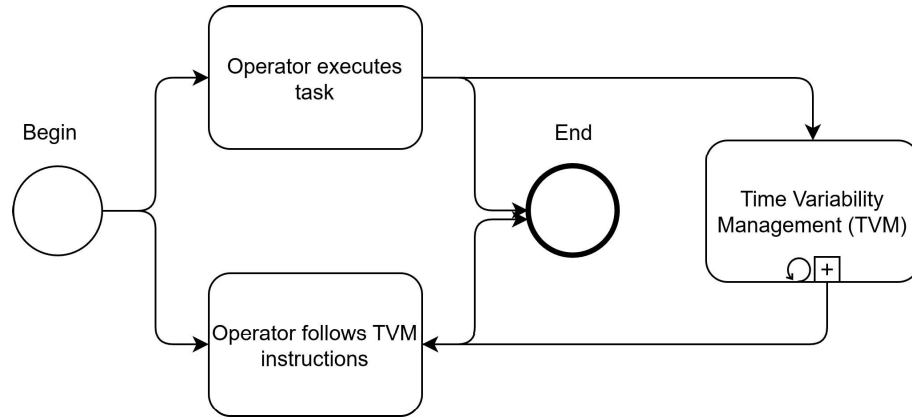 Operator executes
task
Begin
End
Time Variability
Management (TVM)
+
Operator follows TVM
instructions